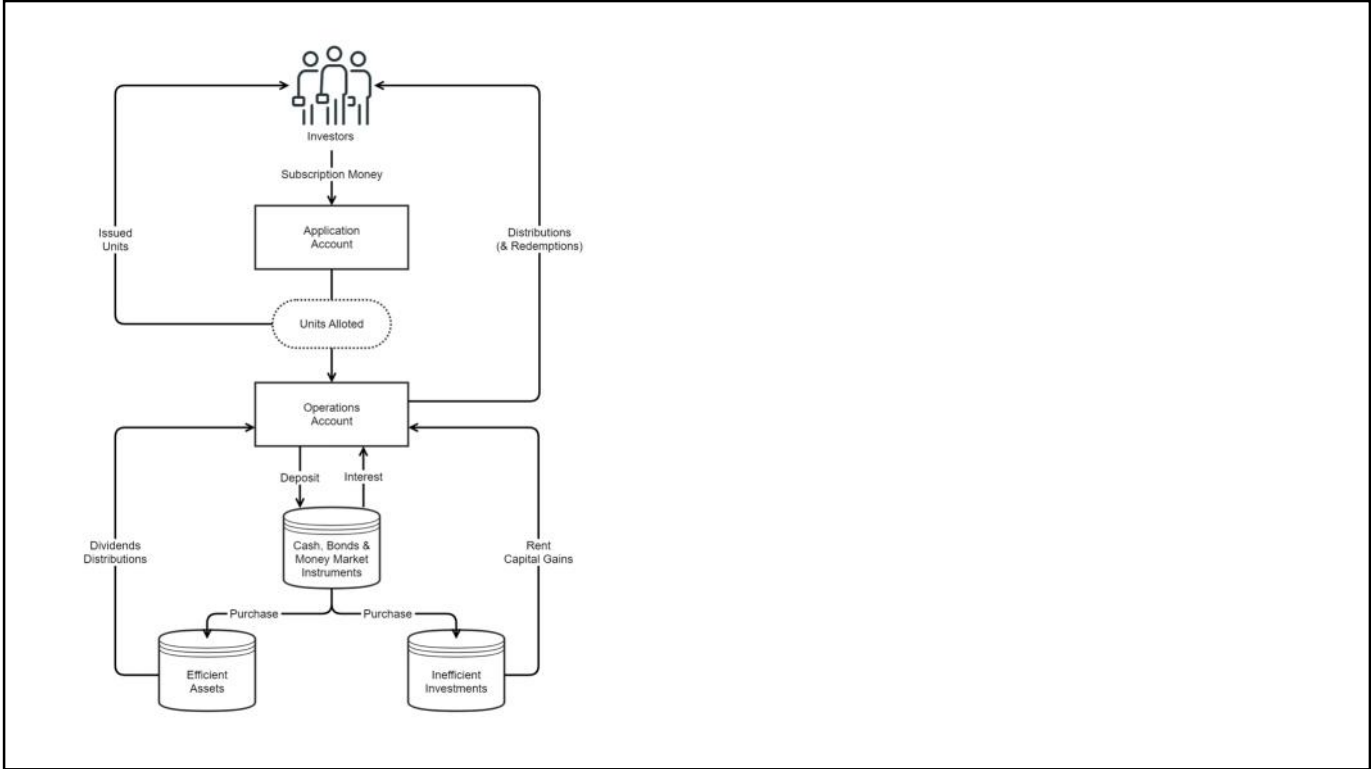 Investors
Subscription Money
Application
Account
Issued
Units
Distributions
(& Redemptions)
Units Alloted
Operations
Account
Deposit
Interest
Dividends
Distributions
Cash, Bonds &
Money Market
Instruments
Rent
Capital Gains
Purchase
Purchase
Efficient
Assets
Inefficient
Investments